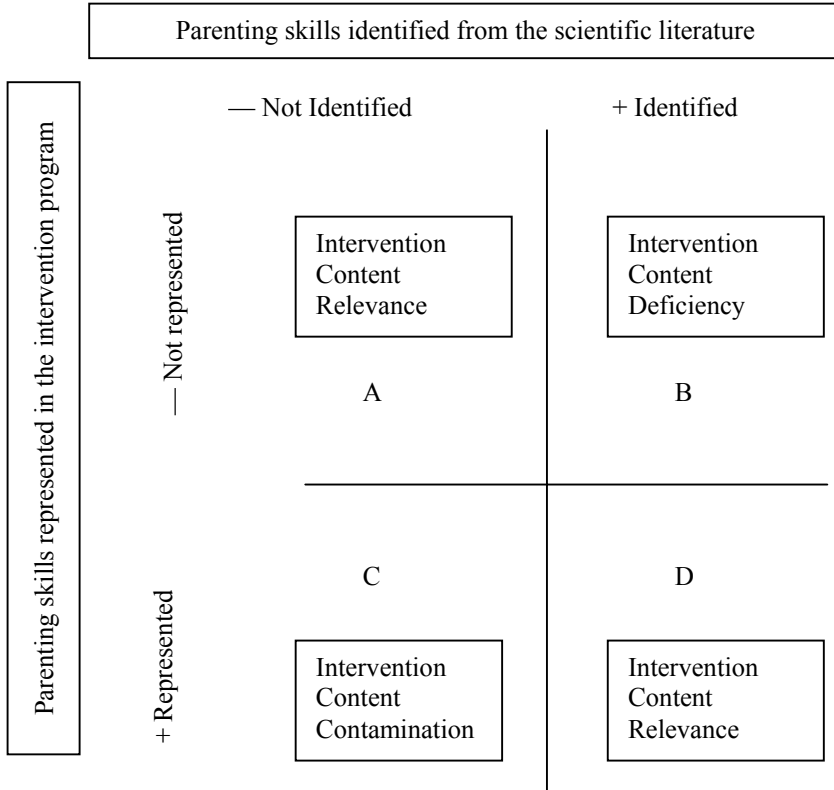 Parenting skills identified from the scientific literature
Parenting skills represented in the intervention program
— Not Identified
+ Identified
— Not represented
Intervention
Content
Relevance
A
Intervention
Content
Deficiency
B
+ Represented
C
Intervention
Content
Contamination
D
Intervention
Content
Relevance